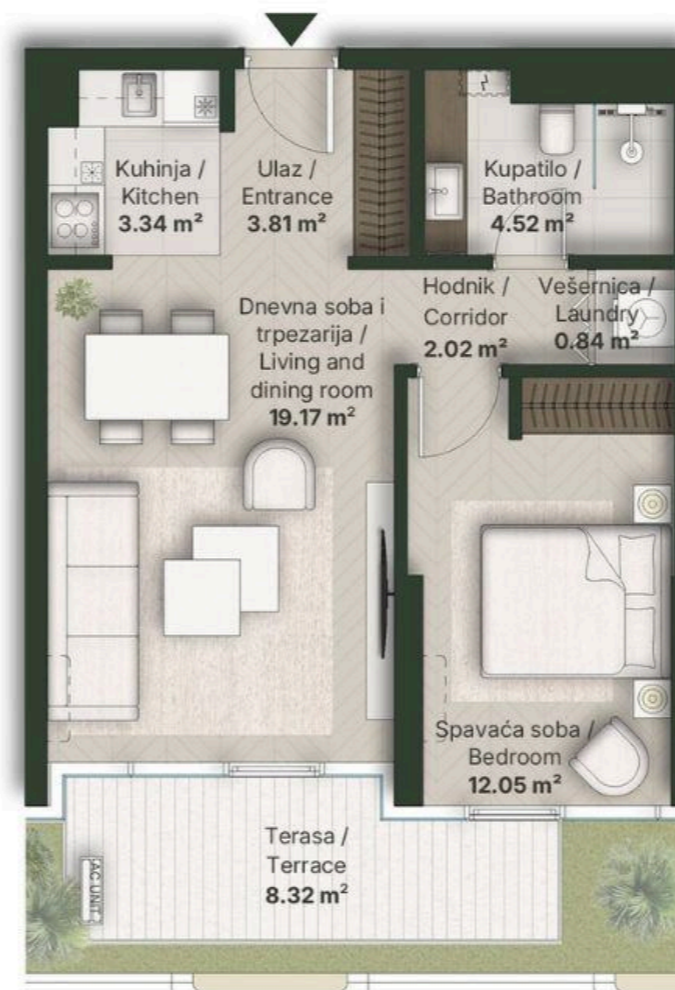 Kuhinja /
Kitchen
3.34 m²
Ulaz /
Entrance
3.81 m²
Kupatilo /
Bathroom
4.52 m²
Dnevna soba i
trpezarija /
Living and
dining room
19.17 m²
Hodnik /
Corridor
2.02 m²
Vešernica /
Laundry
0.84 m²
Spavaća soba /
Bedroom
12.05 m²
Terasa /
Terrace
8.32 m²
AC UNIT